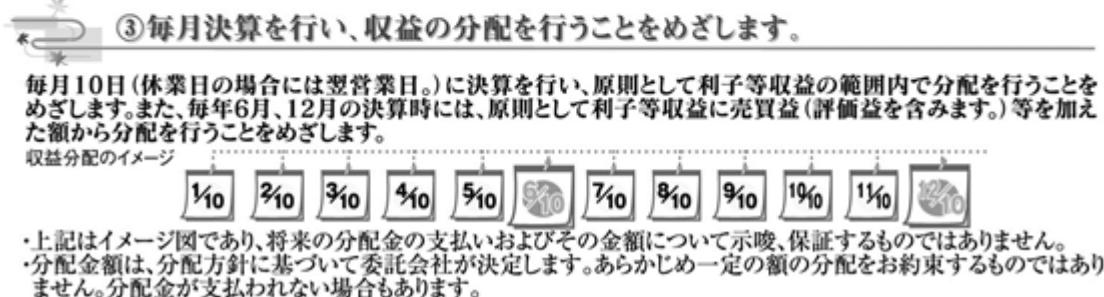 ③毎月決算を行い、収益の分配を行うことをめざします。
毎月10日(休業日の場合には翌営業日。)に決算を行い、原則として利子等収益の範囲内で分配を行うことを
めざします。また、毎年6月、12月の決算時には、原則として利子等収益に売買益(評価益を含みます。)等を加え
た額から分配を行うことをめざします。
収益分配のイメージ
1/10 2/10 3/10 4/10 5/10 6/10 7/10 8/10 9/10 10/10 11/10 12/10
・上記はイメージ図であり、将来の分配金の支払いおよびその金額について示唆、保証するものではありません。
・分配金額は、分配方針に基づいて委託会社が決定します。あらかじめ一定の額の分配をお約束するものではあり
ません。分配金が支払われない場合もあります。